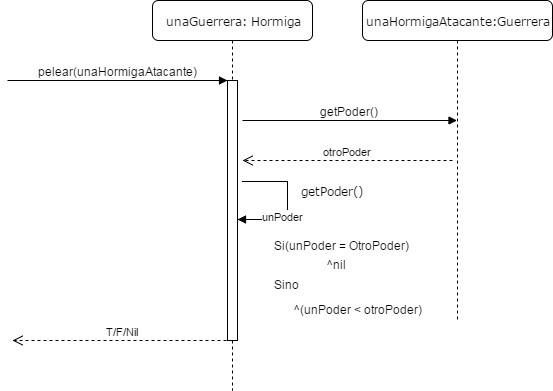 unaGuerrera: Hormiga
unaHormigaAtacante:Guerrera
pelear(unaHormigaAtacante)
getPoder()
otroPoder
getPoder()
unPoder
Si(unPoder = OtroPoder)
^nil
Sino
^(unPoder < otroPoder)
T/F/Nil